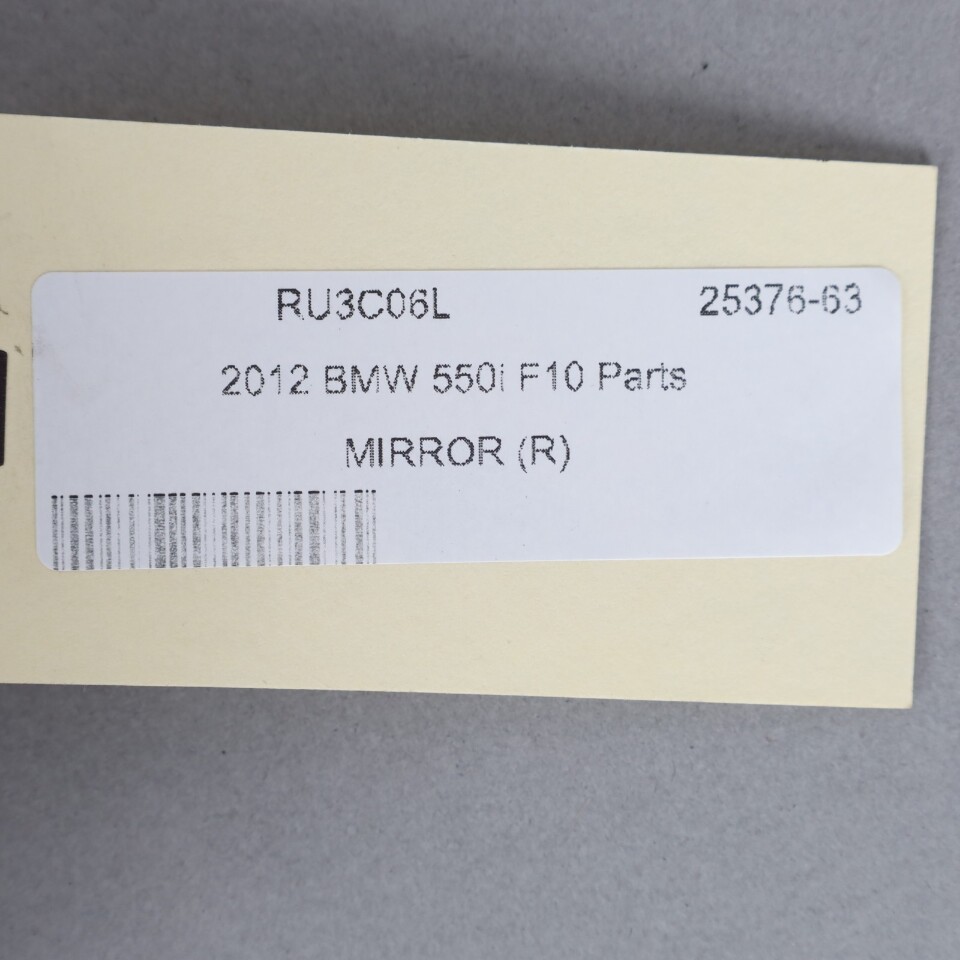 RU3C06L 25376-63
2012 BMW 550i F10 Parts
MIRROR (R)